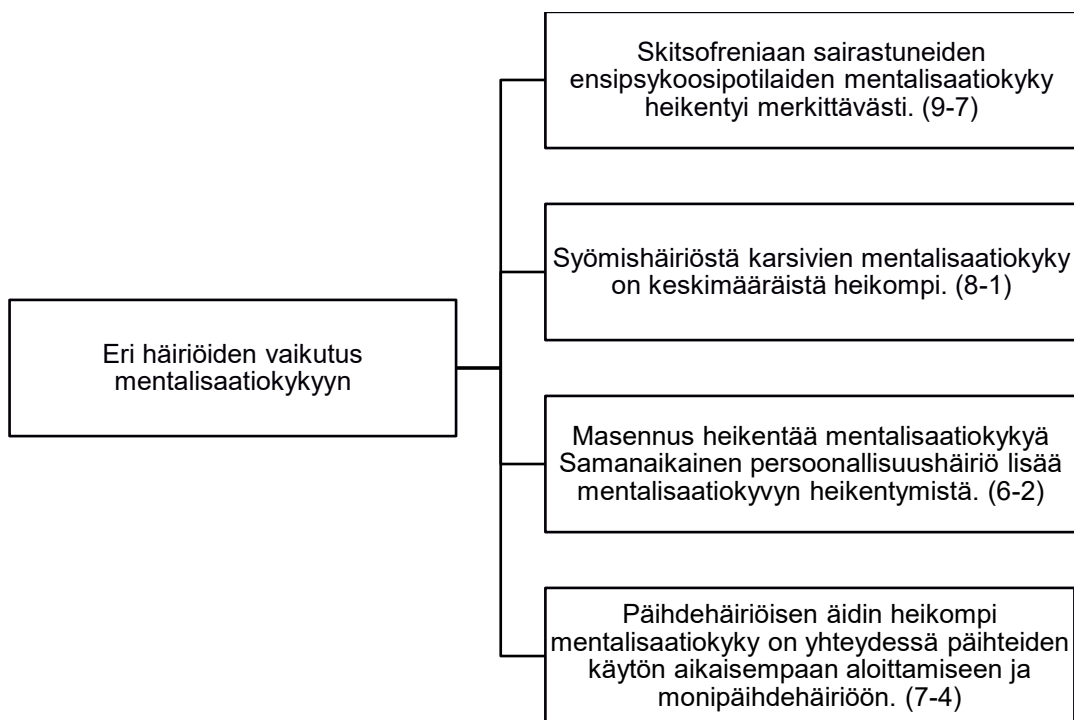 Skitsofreniaan sairastuneiden
ensipsykoosipotilaiden mentalisaatiokyky
heikentyi merkittävästi. (9-7)
Syömishäiriöstä karsivien mentalisaatiokyky
on keskimääräistä heikompi. (8-1)
Eri häiriöiden vaikutus
mentalisaatiokykyyn
Masennus heikentää mentalisaatiokykyä
Samanaikainen persoonallisuushäiriö lisää
mentalisaatiokyvyn heikentymistä. (6-2)
Päihdehäiriöisen äidin heikompi
mentalisaatiokyky on yhteydessä päihteiden
käytön aikaisempaan aloittamiseen ja
monipäihdehäiriöön. (7-4)